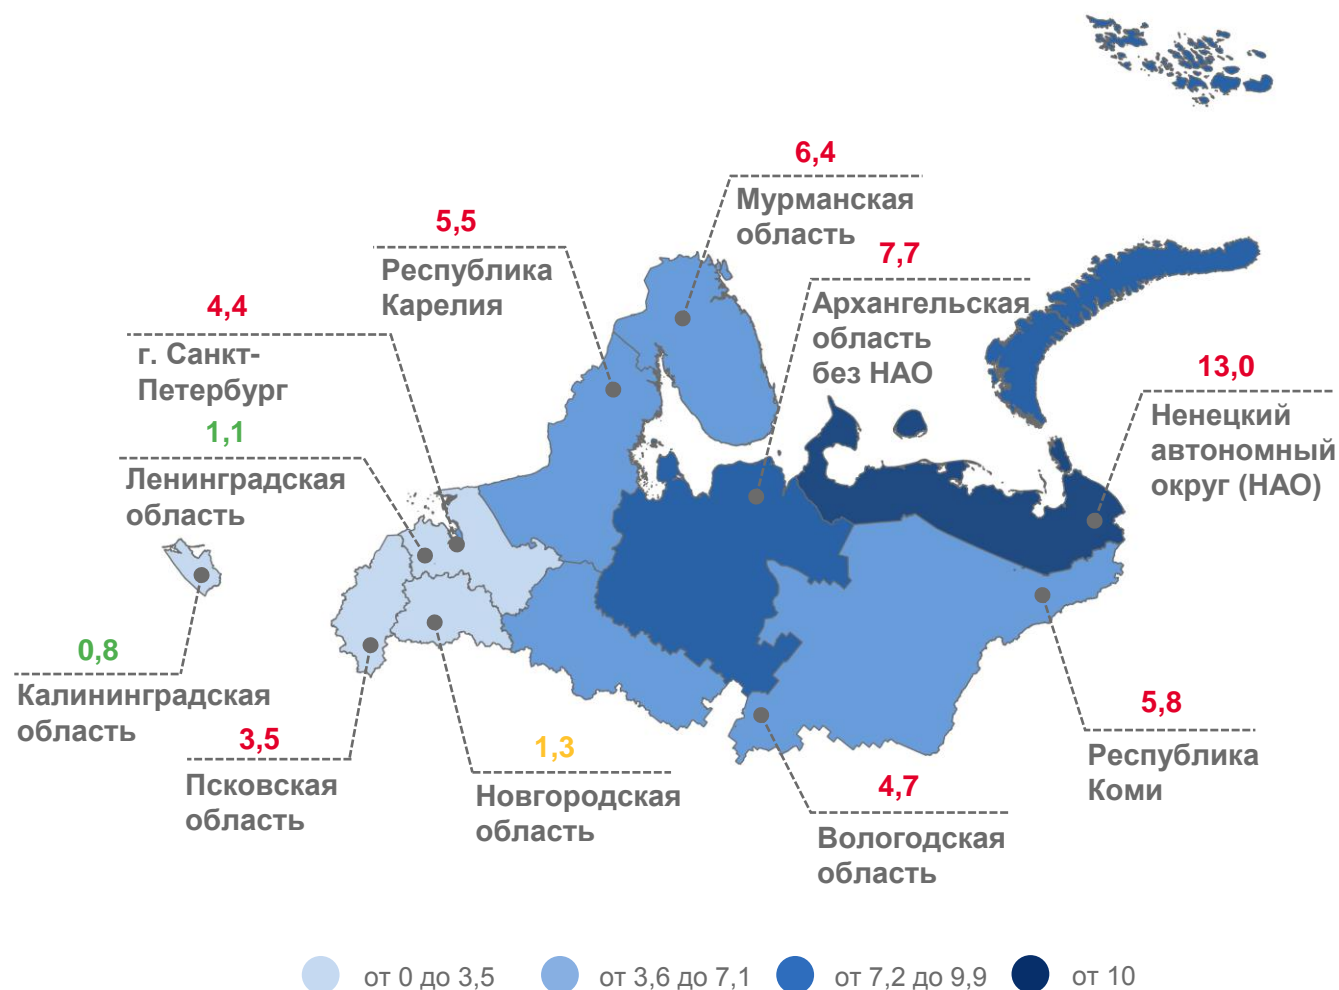 6,4
Мурманская
область
5,5
Республика
Карелия
7,7
Архангельская
область
без НАО
4,4
г. Санкт-
Петербург
13,0
Ненецкий
автономный
округ (НАО)
1,1
Ленинградская
область
0,8
Калининградская
область
3,5
Псковская
область
1,3
Новгородская
область
4,7
Вологодская
область
5,8
Республика
Коми
от 0 до 3,5
от 3,6 до 7,1
от 7,2 до 9,9
от 10